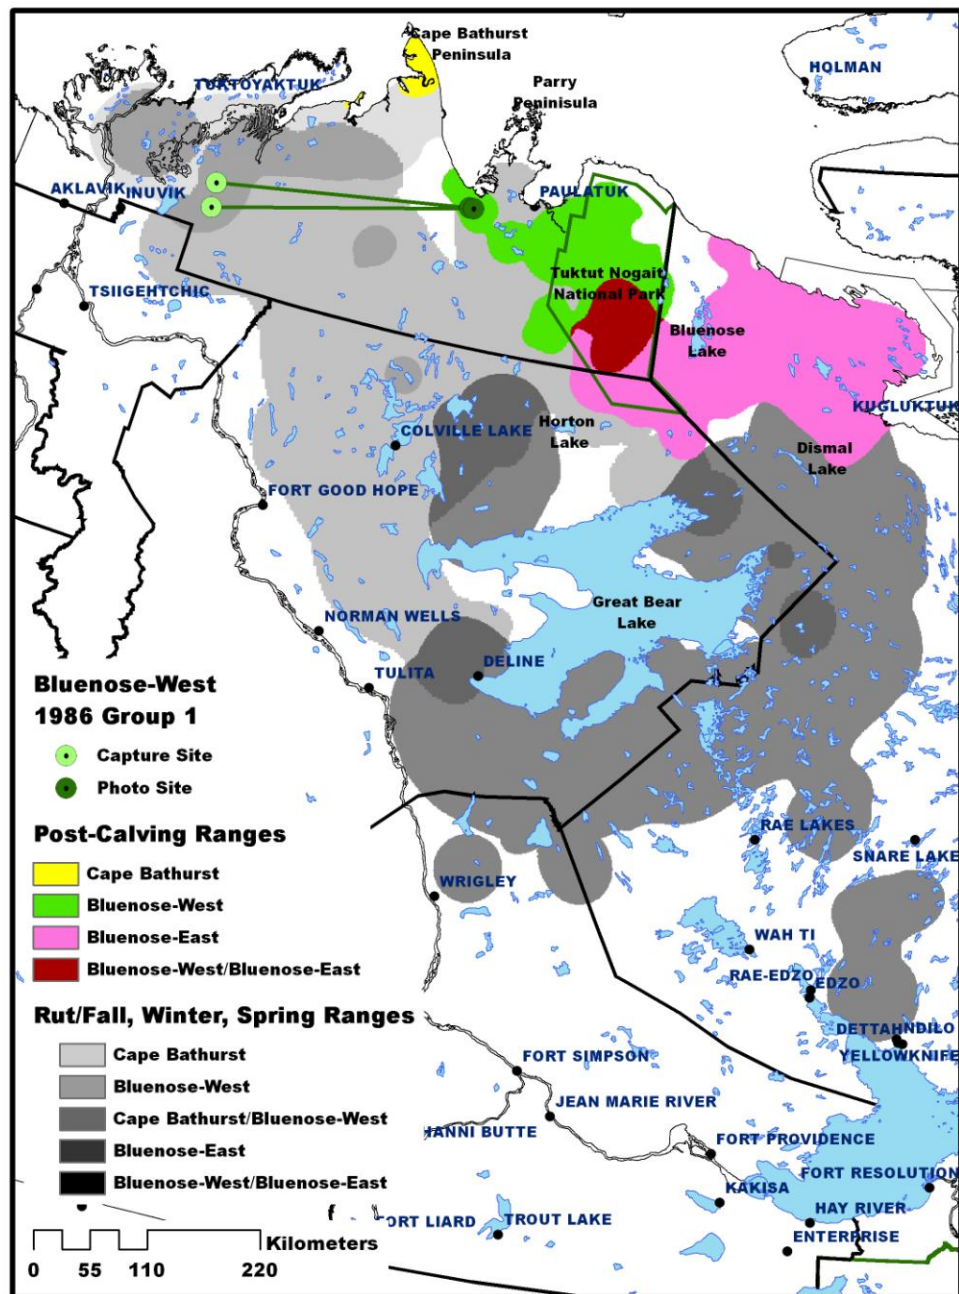 Cape Bathurst
Peninsula
HOLMAN
TUKTOYAKTUK
Parry
Peninisula
AKLAVIK
INUVIK
PAULATUK
Tuktut Nogait
National Park
TSIIGEHTCHIC
Bluenose
Lake
KUGLUKTUK
Horton
Lake
COLVILLE LAKE
Dismal
Lake
FORT GOOD HOPE
Great Bear
Lake
NORMAN WELLS
DELINE
TULITA
Bluenose-West
1986 Group 1
Capture Site
Photo Site
Post-Calving Ranges
Cape Bathurst
Bluenose-West
Bluenose-East
Bluenose-West/Bluenose-East
RAE LAKES
SNARE LAKE
WRIGLEY
WAH TI
RAE-EDZO
EDZO
DETTAH
NDILO
YELLOWKNIFE
Rut/Fall, Winter, Spring Ranges
Cape Bathurst
Bluenose-West
Cape Bathurst/Bluenose-West
Bluenose-East
Bluenose-West/Bluenose-East
FORT SIMPSON
JEAN MARIE RIVER
HANNI BUTTE
FORT PROVIDENCE
FORT RESOLUTION
KAKISA
HAY RIVER
ORT LIARD
TROUT LAKE
ENTERPRISE
Kilometers
0 55 110 220